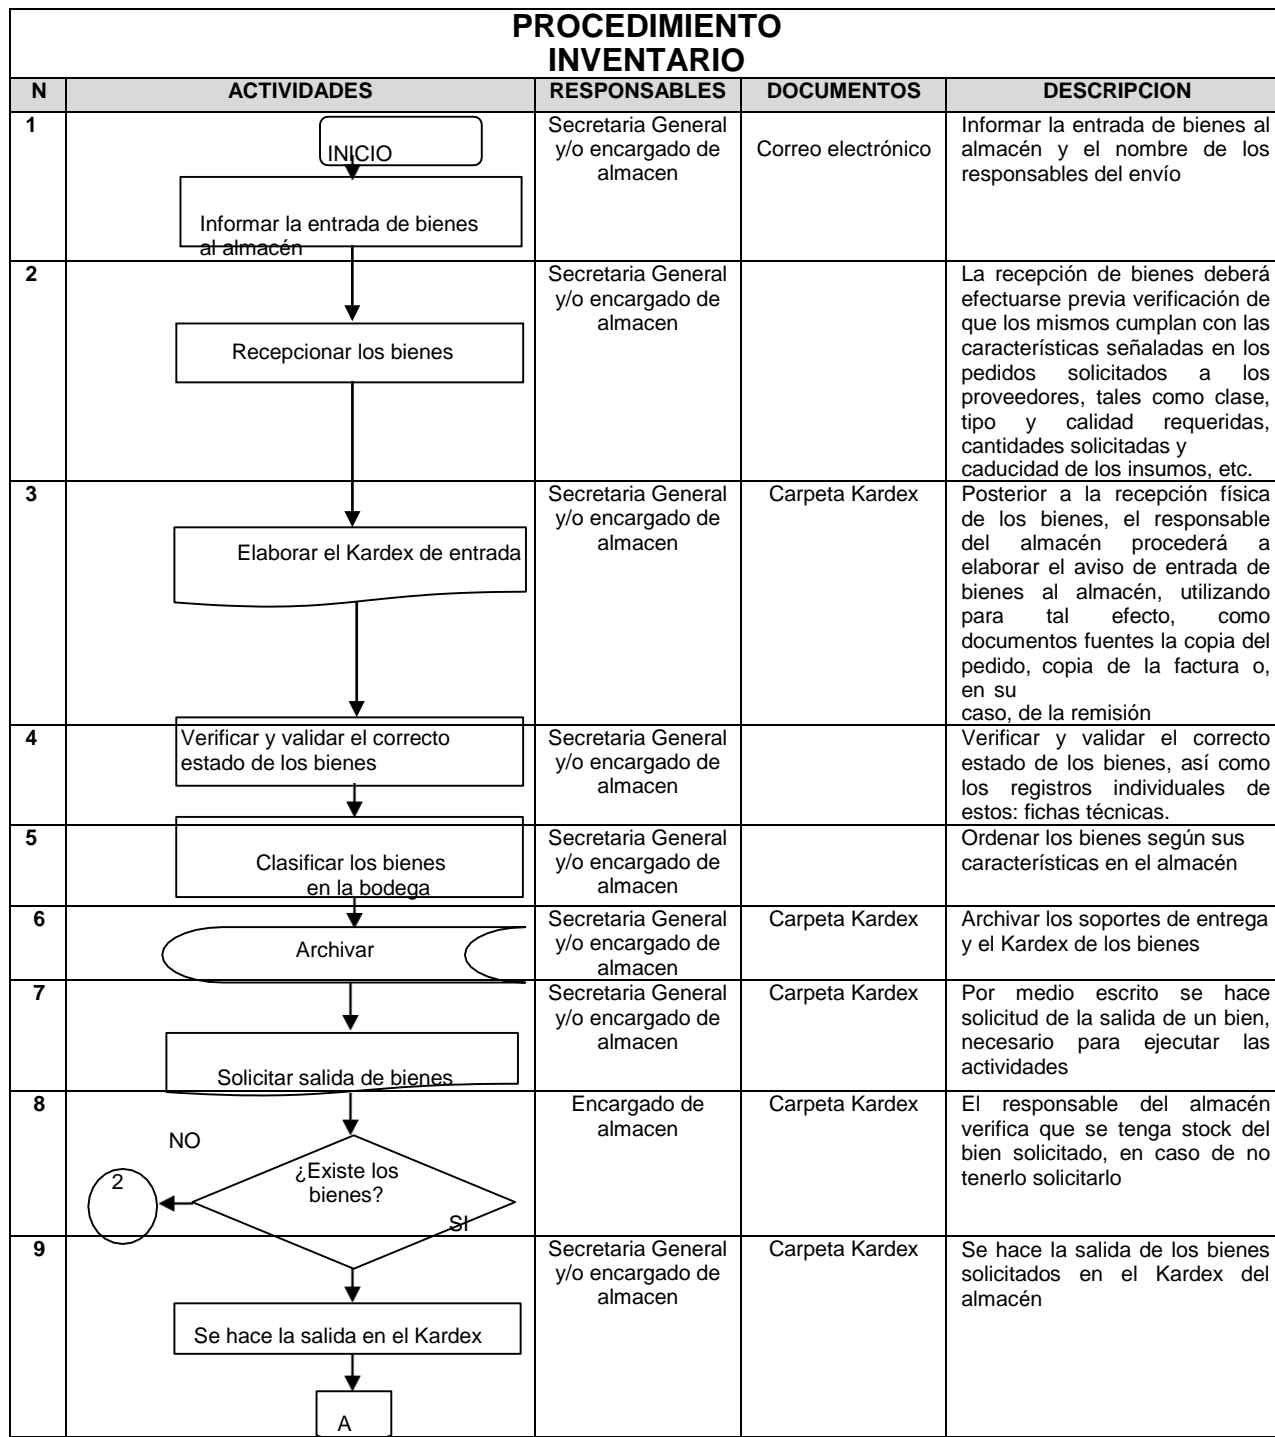 PROCEDIMIENTO
INVENTARIO
N
ACTIVIDADES
RESPONSABLES
DOCUMENTOS
DESCRIPCION
1
INICIO
Informar la entrada de bienes
al almacén
Secretaria General
y/o encargado de
almacen
Correo electrónico
Informar la entrada de bienes al
almacén y el nombre de los
responsables del envío
2
Recepcionar los bienes
Secretaria General
y/o encargado de
almacen
La recepción de bienes deberá
efectuarse previa verificación de
que los mismos cumplan con las
características señaladas en los
pedidos solicitados a los
proveedores, tales como clase,
tipo y calidad requeridas,
cantidades solicitadas y
caducidad de los insumos, etc.
3
Elaborar el Kardex de entrada
Secretaria General
y/o encargado de
almacen
Carpeta Kardex
Posterior a la recepción física
de los bienes, el responsable
del almacén procederá a
elaborar el aviso de entrada de
bienes al almacén, utilizando
para tal efecto, como
documentos fuentes la copia del
pedido, copia de la factura o,
en su
caso, de la remisión
4
Verificar y validar el correcto
estado de los bienes
Secretaria General
y/o encargado de
almacen
Verificar y validar el correcto
estado de los bienes, así como
los registros individuales de
estos: fichas técnicas.
5
Clasificar los bienes
en la bodega
Secretaria General
y/o encargado de
almacen
Ordenar los bienes según sus
características en el almacén
6
Archivar
Secretaria General
y/o encargado de
almacen
Carpeta Kardex
Archivar los soportes de entrega
y el Kardex de los bienes
7
Solicitar salida de bienes
Secretaria General
y/o encargado de
almacen
Carpeta Kardex
Por medio escrito se hace
solicitud de la salida de un bien,
necesario para ejecutar las
actividades
8
NO
2
¿Existe los
bienes?
SI
Encargado de
almacen
Carpeta Kardex
El responsable del almacén
verifica que se tenga stock del
bien solicitado, en caso de no
tenerlo solicitarlo
9
Se hace la salida en el Kardex
A
Secretaria General
y/o encargado de
almacen
Carpeta Kardex
Se hace la salida de los bienes
solicitados en el Kardex del
almacén